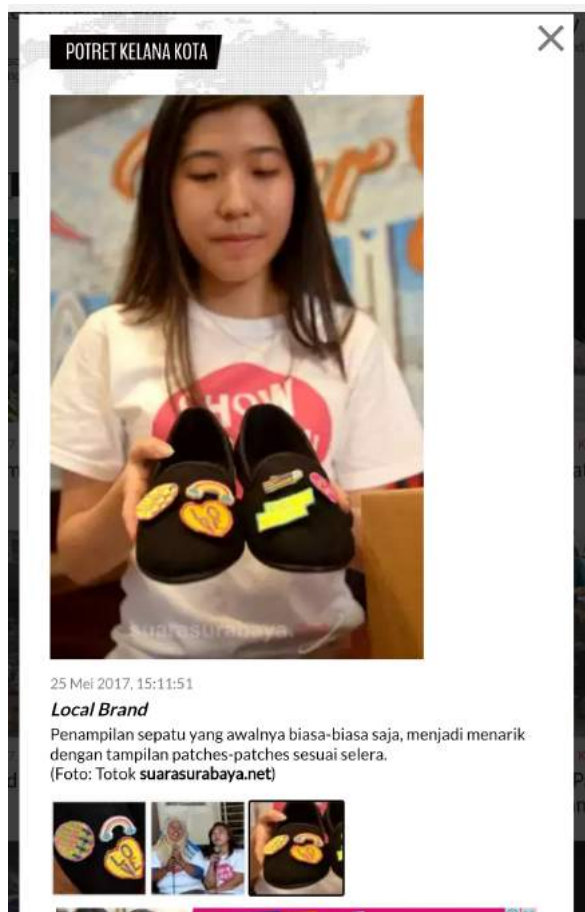 POTRET KELANA KOTA
SHOW
suarasurabaya.
25 Mei 2017, 15:11:51
Local Brand
Penampilan sepatu yang awalnya biasa-biasa saja, menjadi menarik
dengan tampilan patches-patches sesuai selera.
(Foto: Totok suarasurabaya.net)